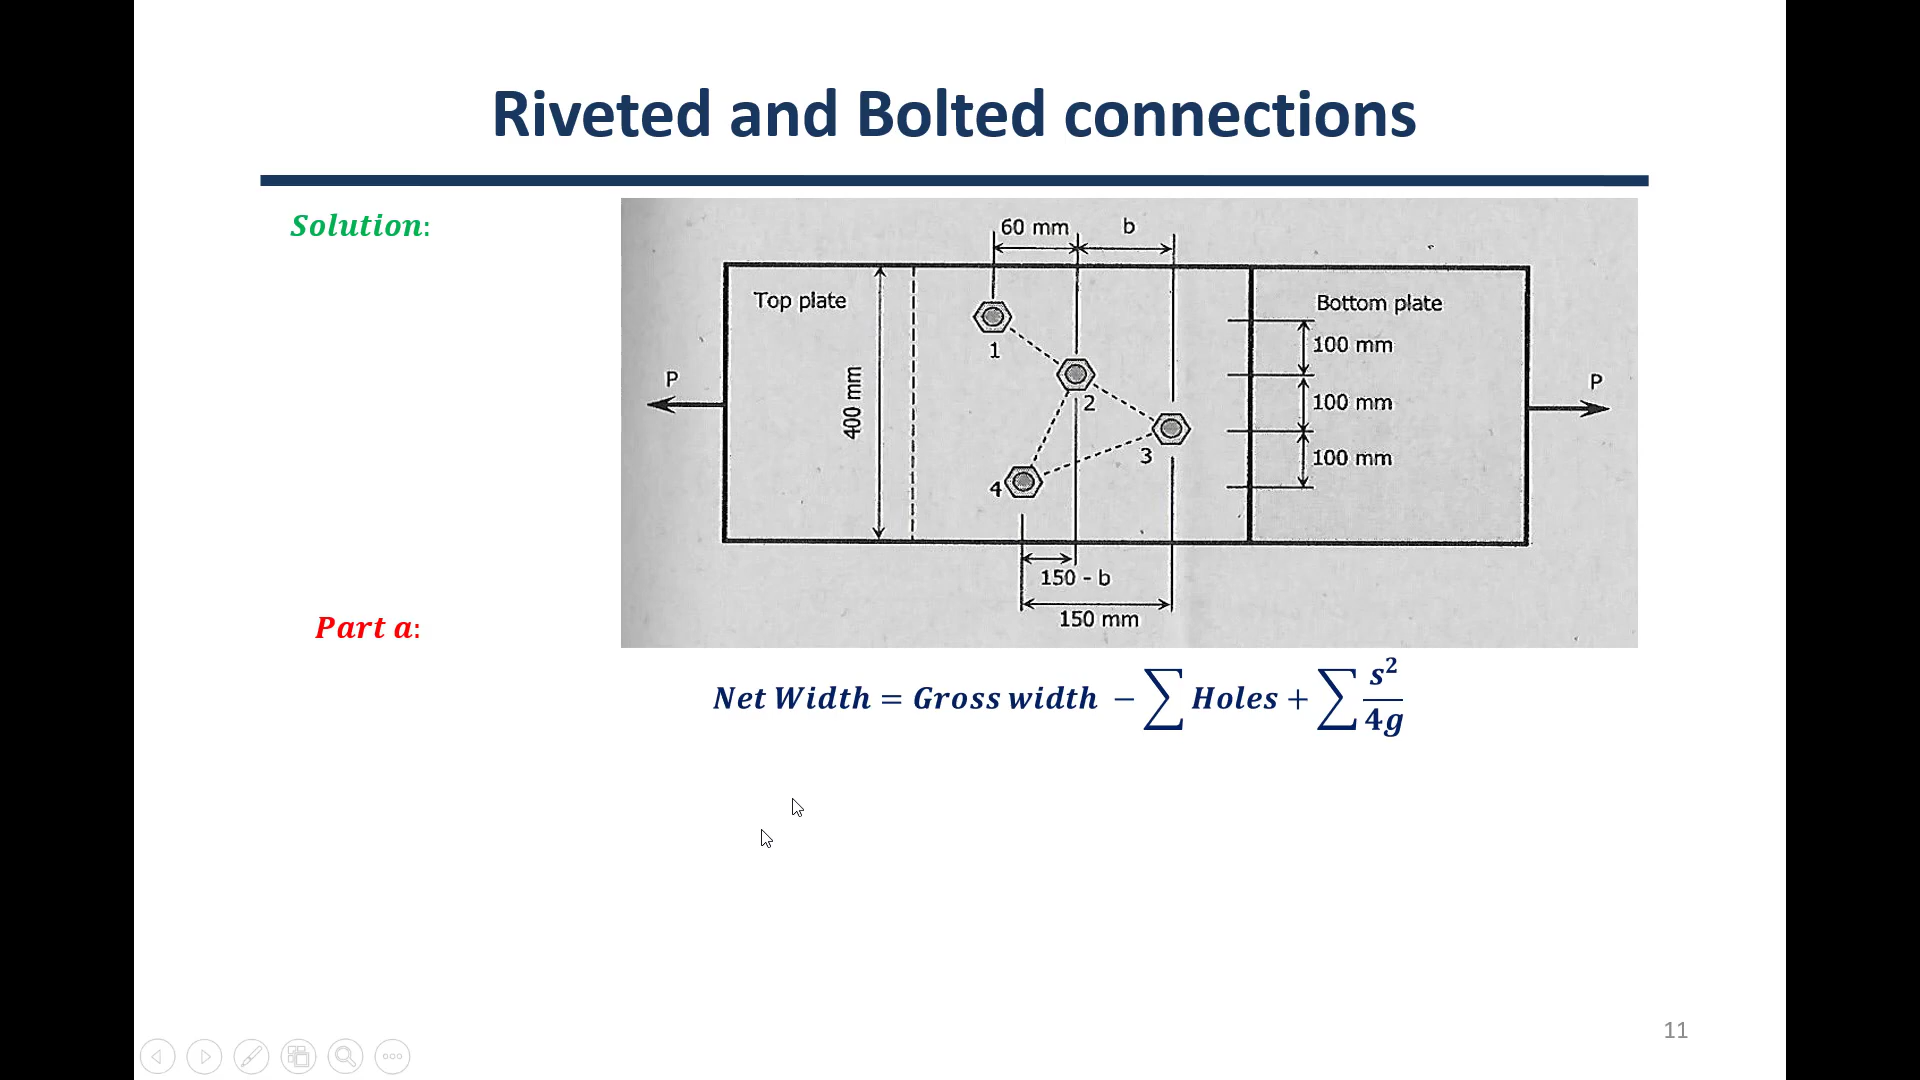 Riveted and Bolted connections
Solution:
60 mm b
Top plate
Bottom plate
1
100 mm
P
400 mm
P
2
100 mm
3
100 mm
4
150 - b
150 mm
Part a:
Net Width = Gross width − ∑ Holes + ∑ s²/4g
11